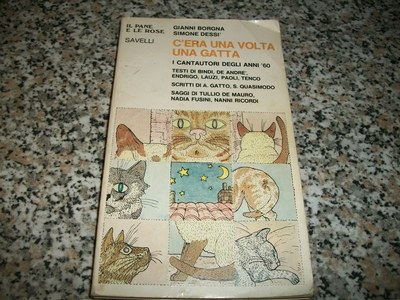 IL PANE
E LE ROSE
SAVELLI
GIANNI BORGNA
SIMONE DESSI'
C'ERA UNA VOLTA
UNA GATTA
I CANTAUTORI DEGLI ANNI '60
TESTI DI BINDI, DE ANDRE',
ENDRIGO, LAUZI, PAOLI, TENCO
SCRITTI DI A. GATTO, S. QUASIMODO
SAGGI DI TULLIO DE MAURO,
NADIA FUSINI, NANNI RICORDI